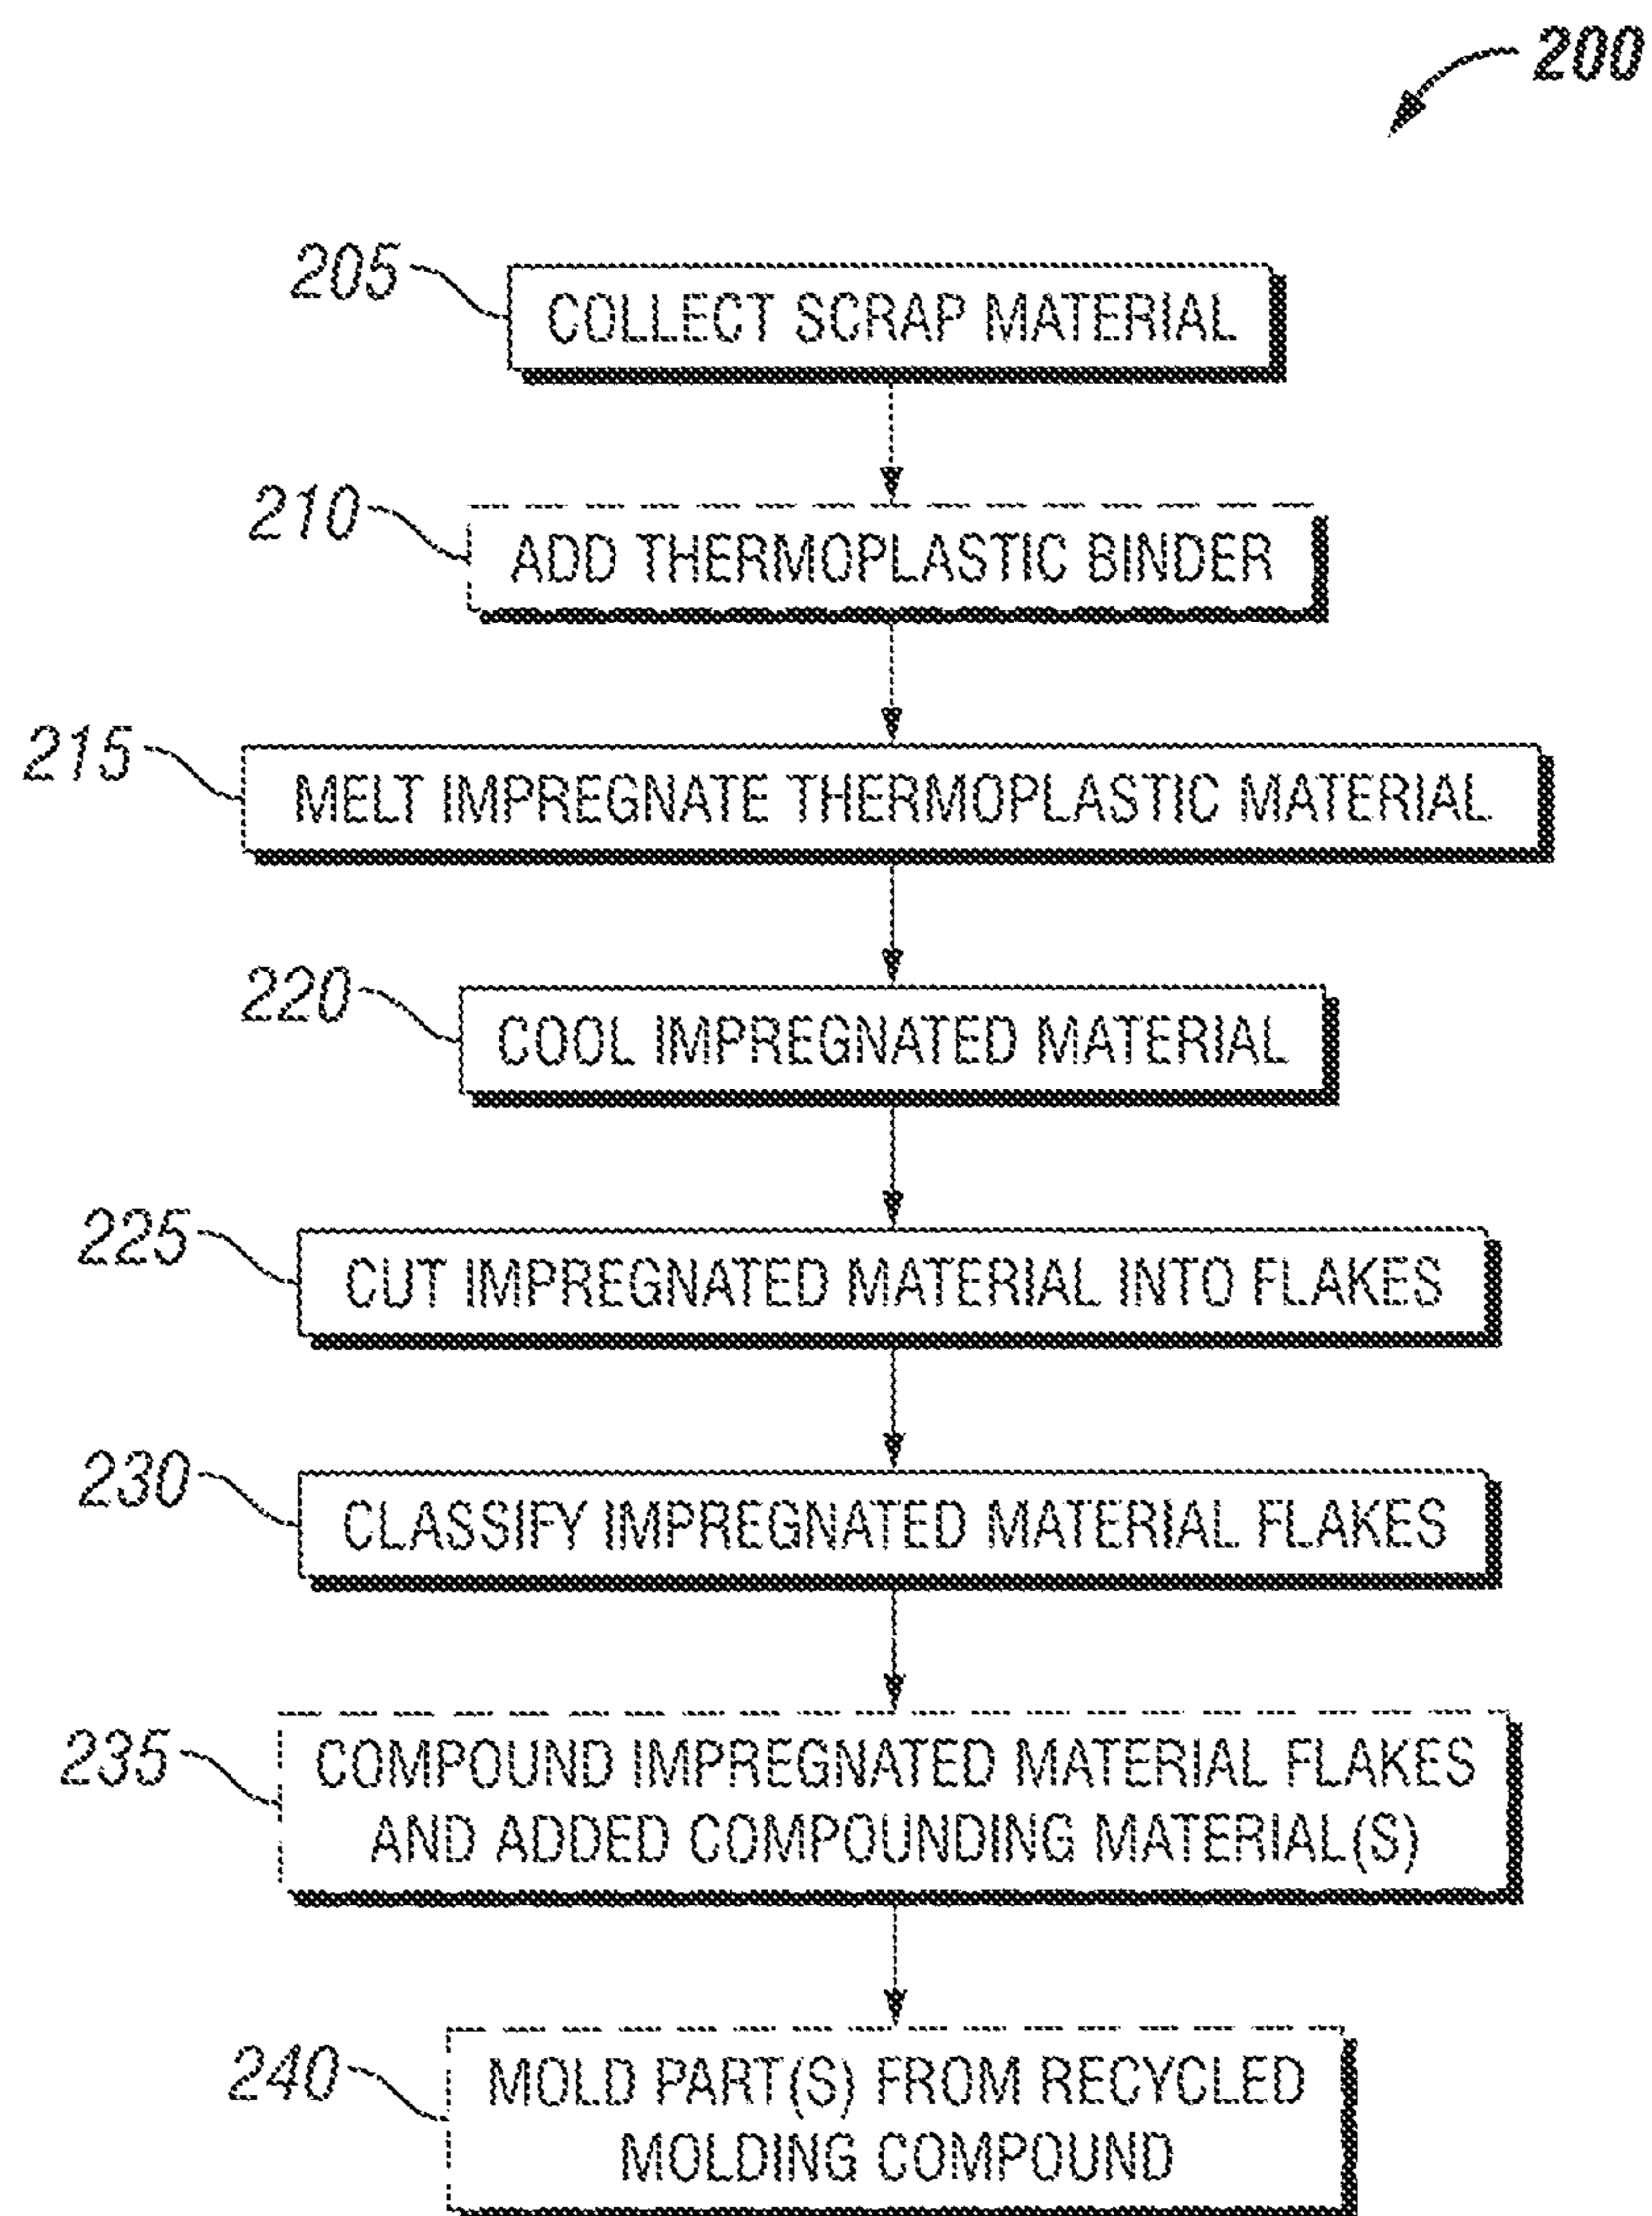 200
205
COLLECT SCRAP MATERIAL
210
ADD THERMOPLASTIC BINDER
215
MELT IMPREGNATE THERMOPLASTIC MATERIAL
220
COOL IMPREGNATED MATERIAL
225
CUT IMPREGNATED MATERIAL INTO FLAKES
230
CLASSIFY IMPREGNATED MATERIAL FLAKES
235
COMPOUND IMPREGNATED MATERIAL FLAKES
AND ADDED COMPOUNDING MATERIAL(S)
240
MOLD PART(S) FROM RECYCLED
MOLDING COMPOUND